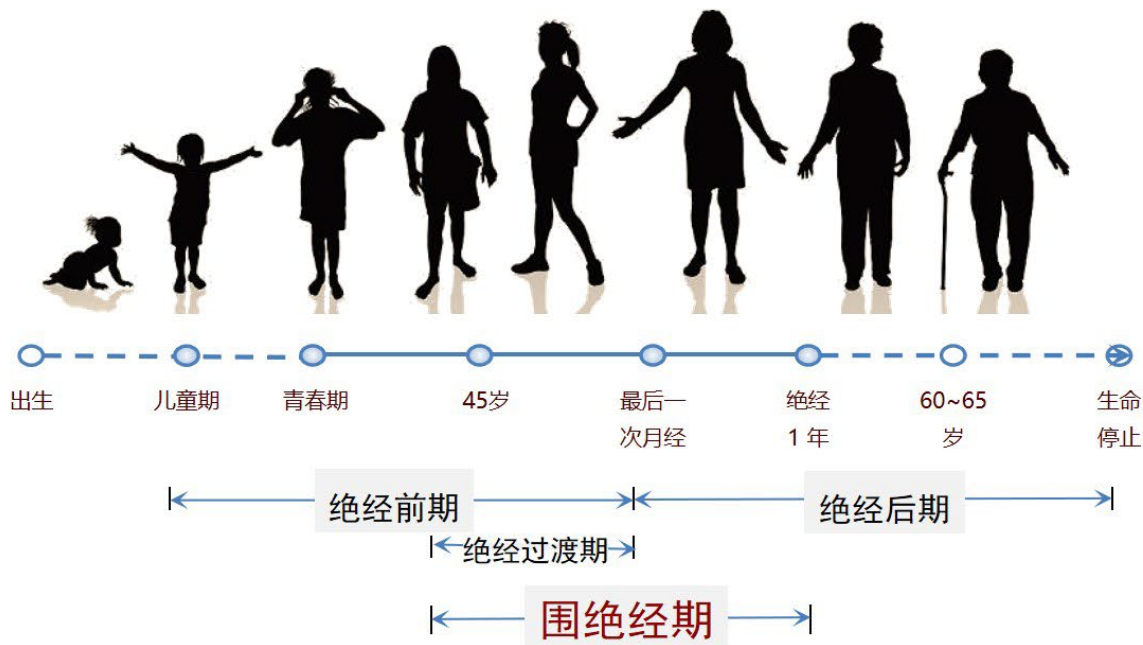 出生
儿童期
青春期
45岁
最后一
次月经
绝经
1 年
60~65
岁
生命
停止
绝经前期
绝经后期
绝经过渡期
围绝经期